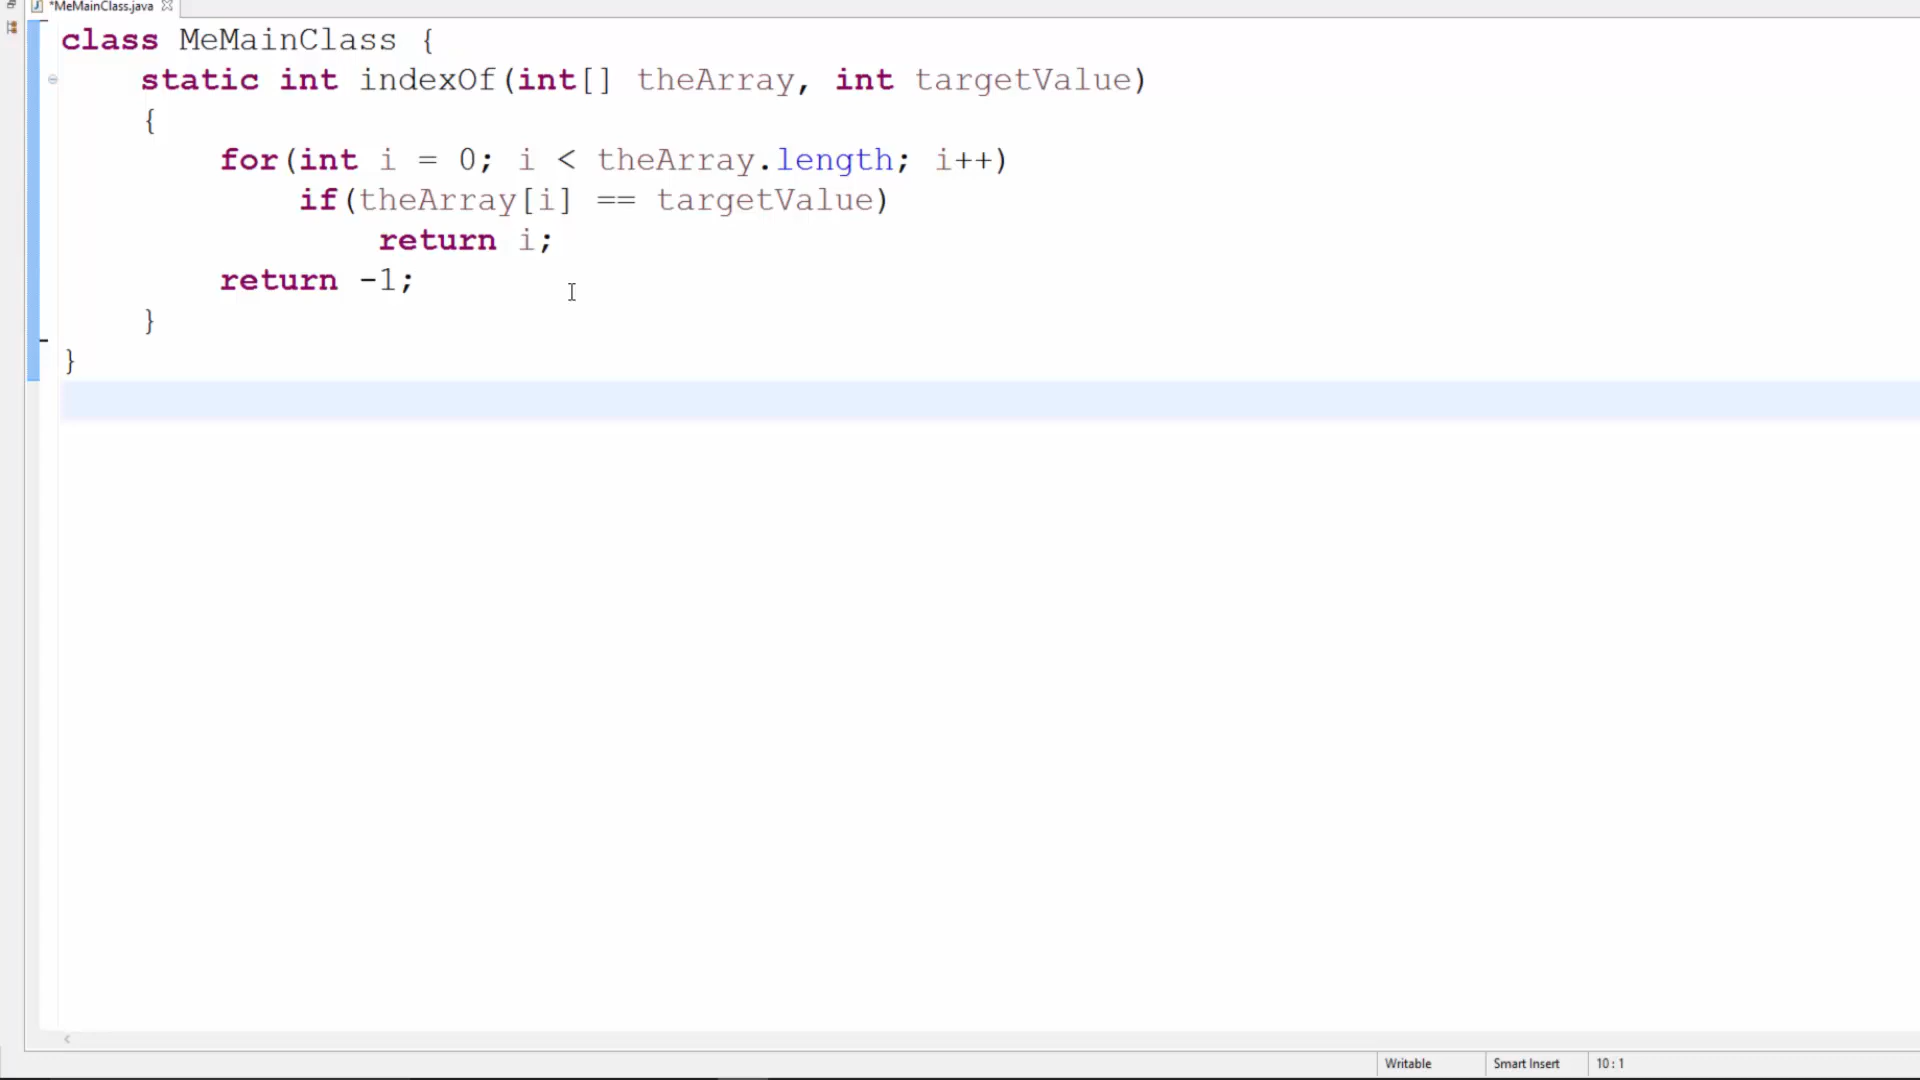 *MeMainClass.java
class MeMainClass {
static int indexOf(int[] theArray, int targetValue)
{
for(int i = 0; i < theArray.length; i++)
if(theArray[i] == targetValue)
return i;
return -1;
}
}
Writable Smart Insert 10 : 1